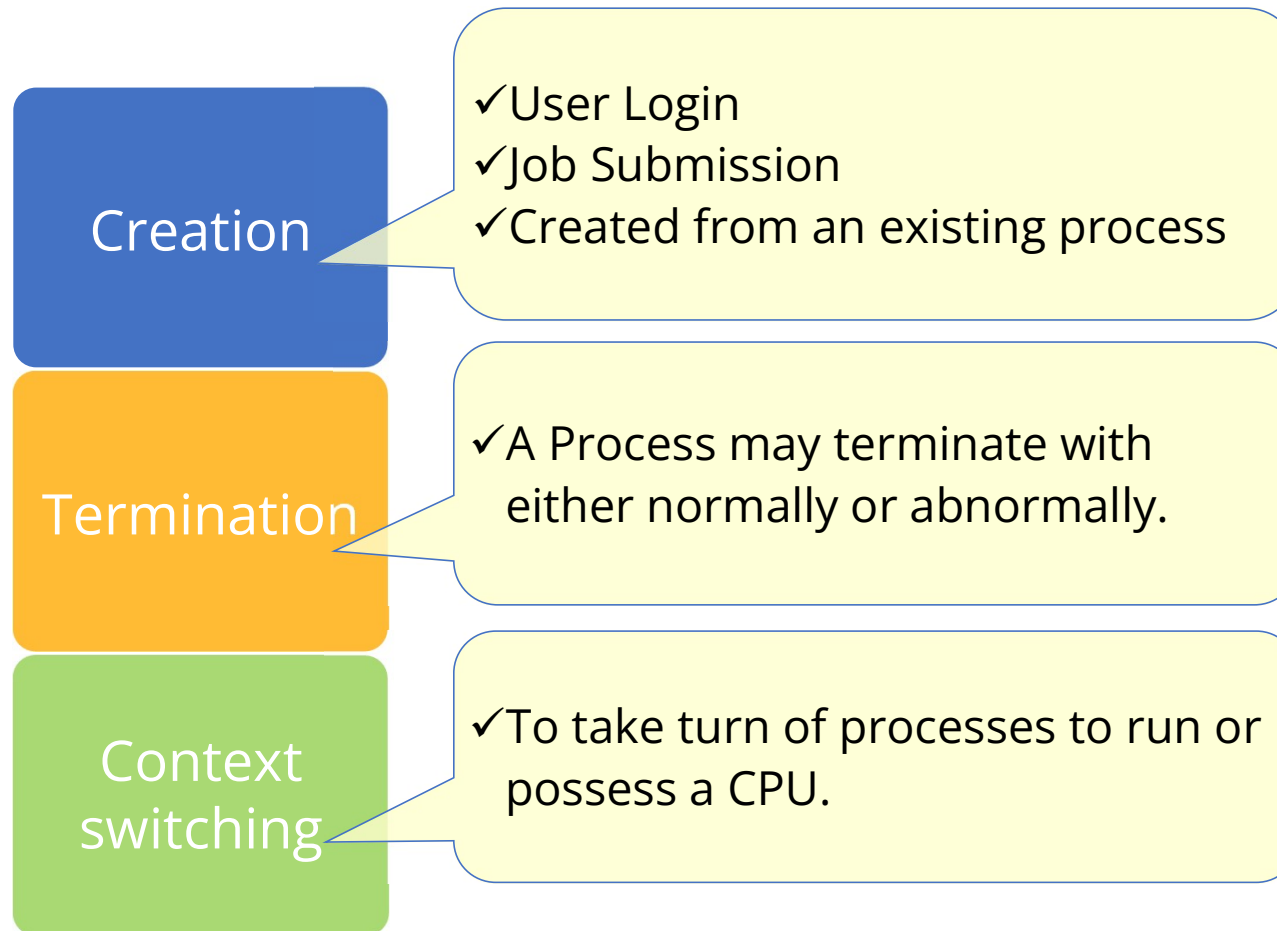 Creation
✓User Login
✓Job Submission
✓Created from an existing process
Termination
✓A Process may terminate with
either normally or abnormally.
Context
switching
✓To take turn of processes to run or
possess a CPU.